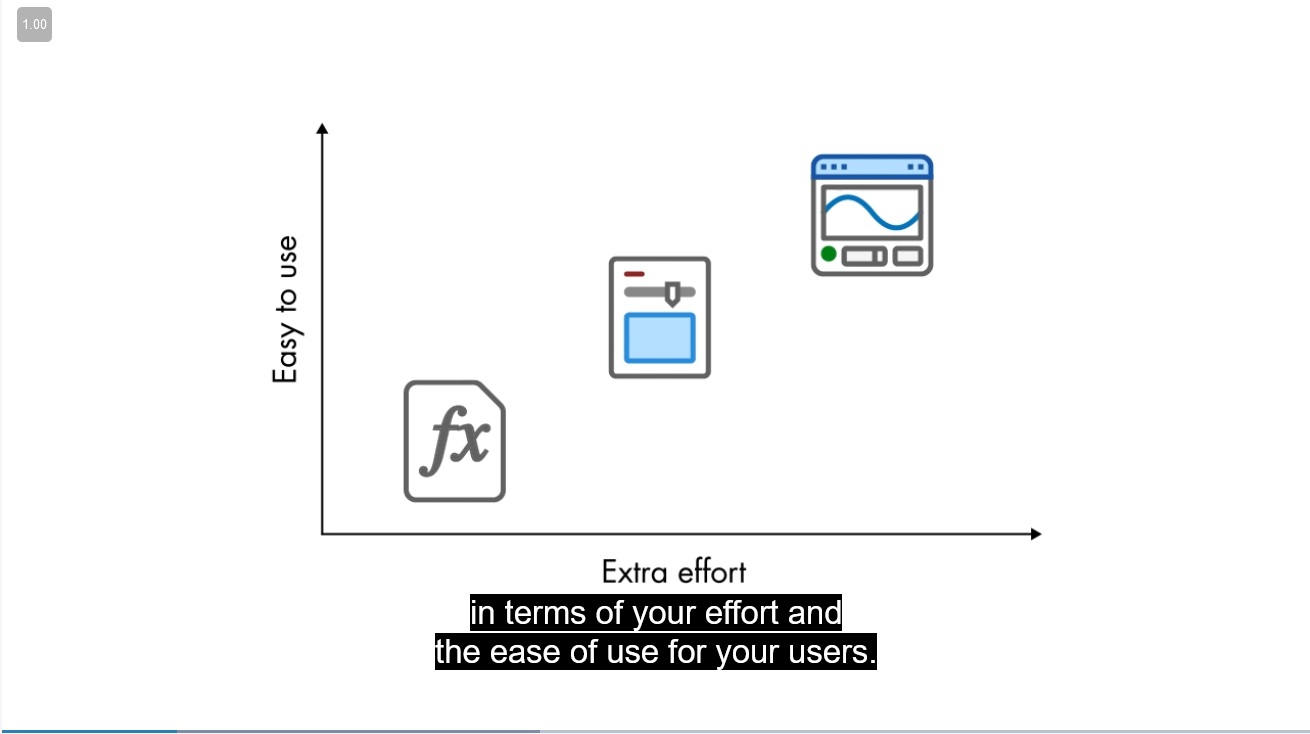 1.00
Easy to use
fx
Extra effort
in terms of your effort and
the ease of use for your users.